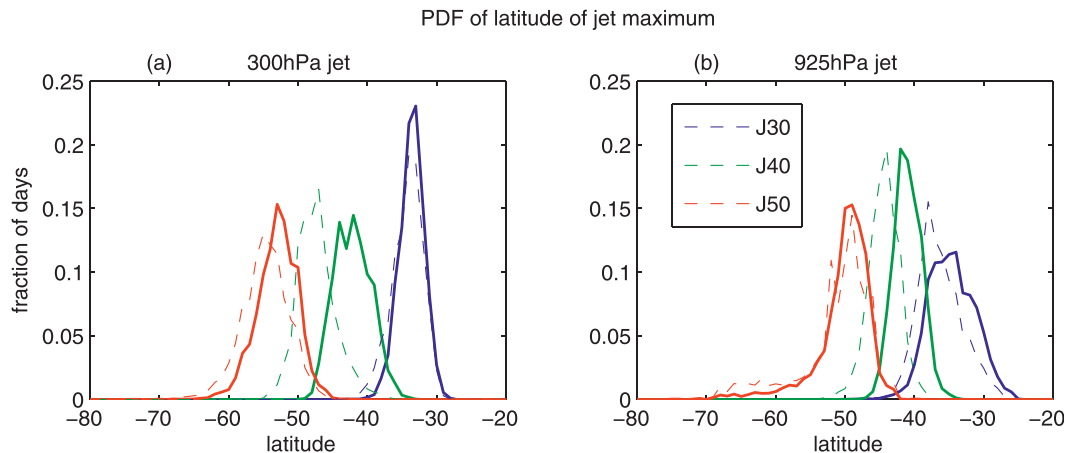 PDF of latitude of jet maximum
(a) 300hPa jet
0.25
0.2
0.15
0.1
0.05
0
fraction of days
−80 −70 −60 −50 −40 −30 −20
latitude
(b) 925hPa jet
0.25
0.2
0.15
0.1
0.05
0
J30
J40
J50
−80 −70 −60 −50 −40 −30 −20
latitude